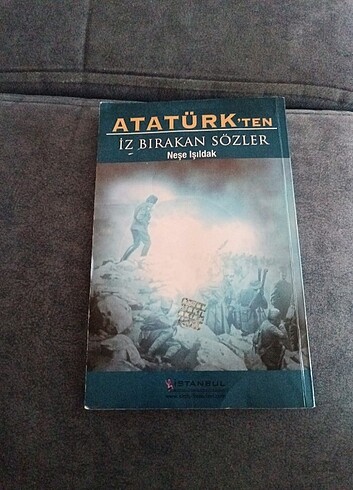 ATATÜRK'TEN
İZ BIRAKAN SÖZLER
Neşe Işıldak
İSTANBUL